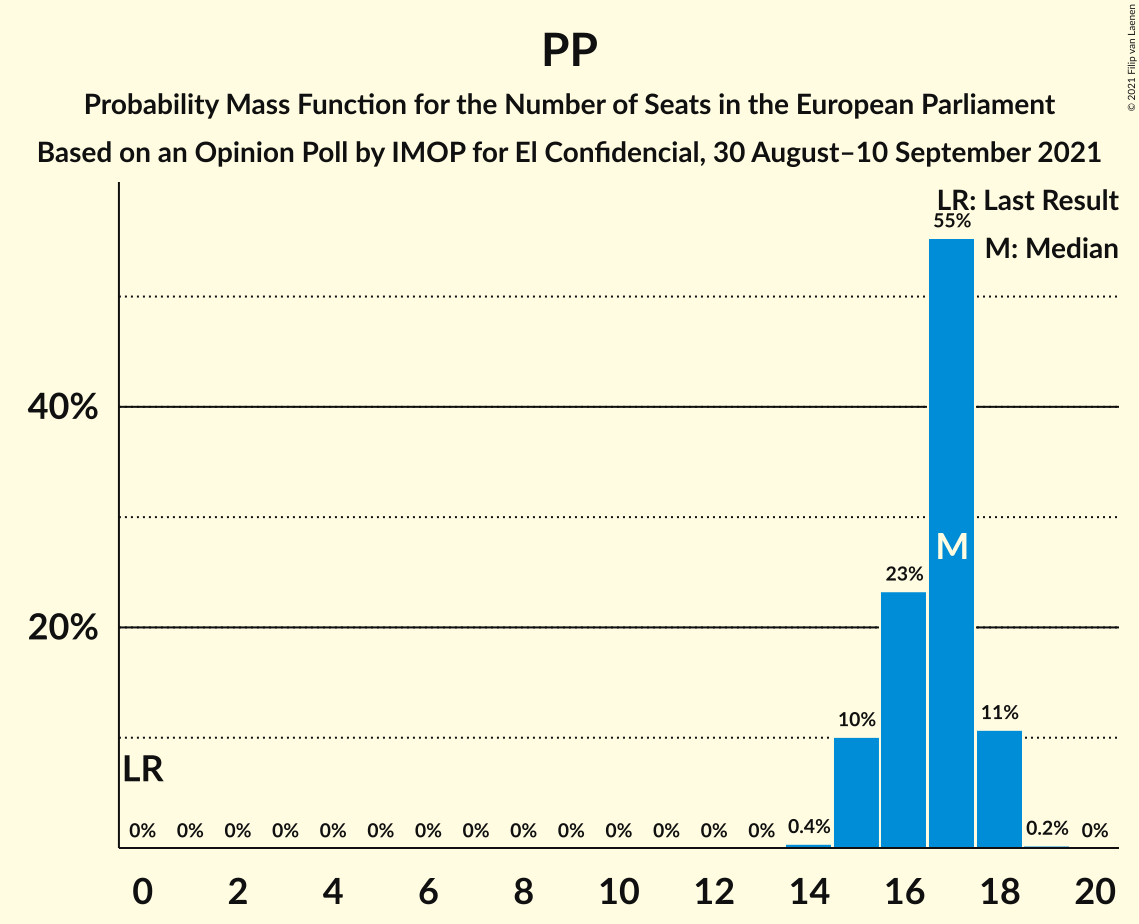 © 2021 Filip van Laenen
PP
Probability Mass Function for the Number of Seats in the European Parliament
Based on an Opinion Poll by IMOP for El Confidencial, 30 August–10 September 2021
LR: Last Result
M: Median
55%
40%
M
23%
20%
10%
11%
LR
0% 0% 0% 0% 0% 0% 0% 0% 0% 0% 0% 0% 0% 0% 0.4% 0.2% 0%
0 2 4 6 8 10 12 14 16 18 20